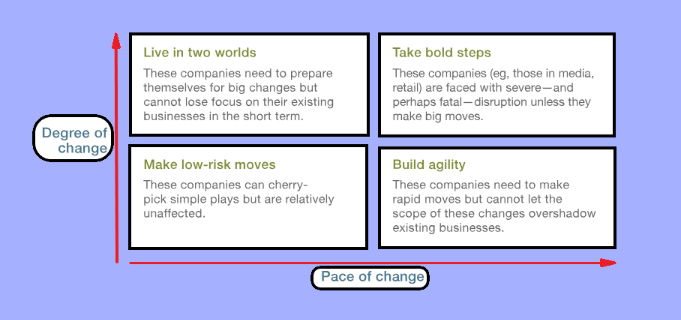 Live in two worlds
These companies need to prepare
themselves for big changes but
cannot lose focus on their existing
businesses in the short term.
Take bold steps
These companies (eg, those in media,
retail) are faced with severe—and
perhaps fatal—disruption unless they
make big moves.
Degree of
change
Make low-risk moves
These companies can cherry-
pick simple plays but are relatively
unaffected.
Build agility
These companies need to make
rapid moves but cannot let the
scope of these changes overshadow
existing businesses.
Pace of change